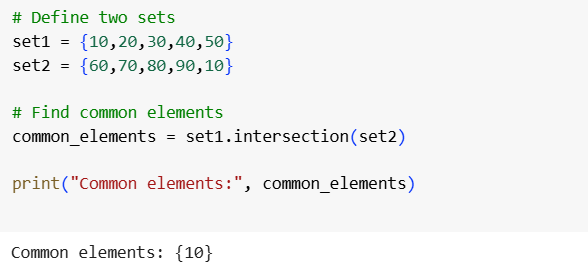 # Define two sets
set1 = {10,20,30,40,50}
set2 = {60,70,80,90,10}
# Find common elements
common_elements = set1.intersection(set2)
print("Common elements:", common_elements)
Common elements: {10}